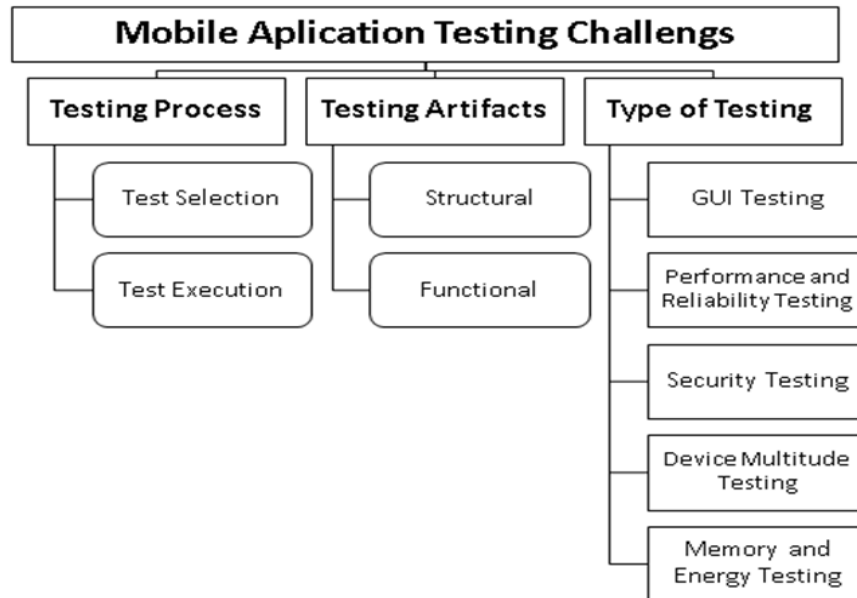 Mobile Aplication Testing Challengs
Testing Process
Test Selection
Test Execution
Testing Artifacts
Structural
Functional
Type of Testing
GUI Testing
Performance and
Reliability Testing
Security Testing
Device Multitude
Testing
Memory and
Energy Testing